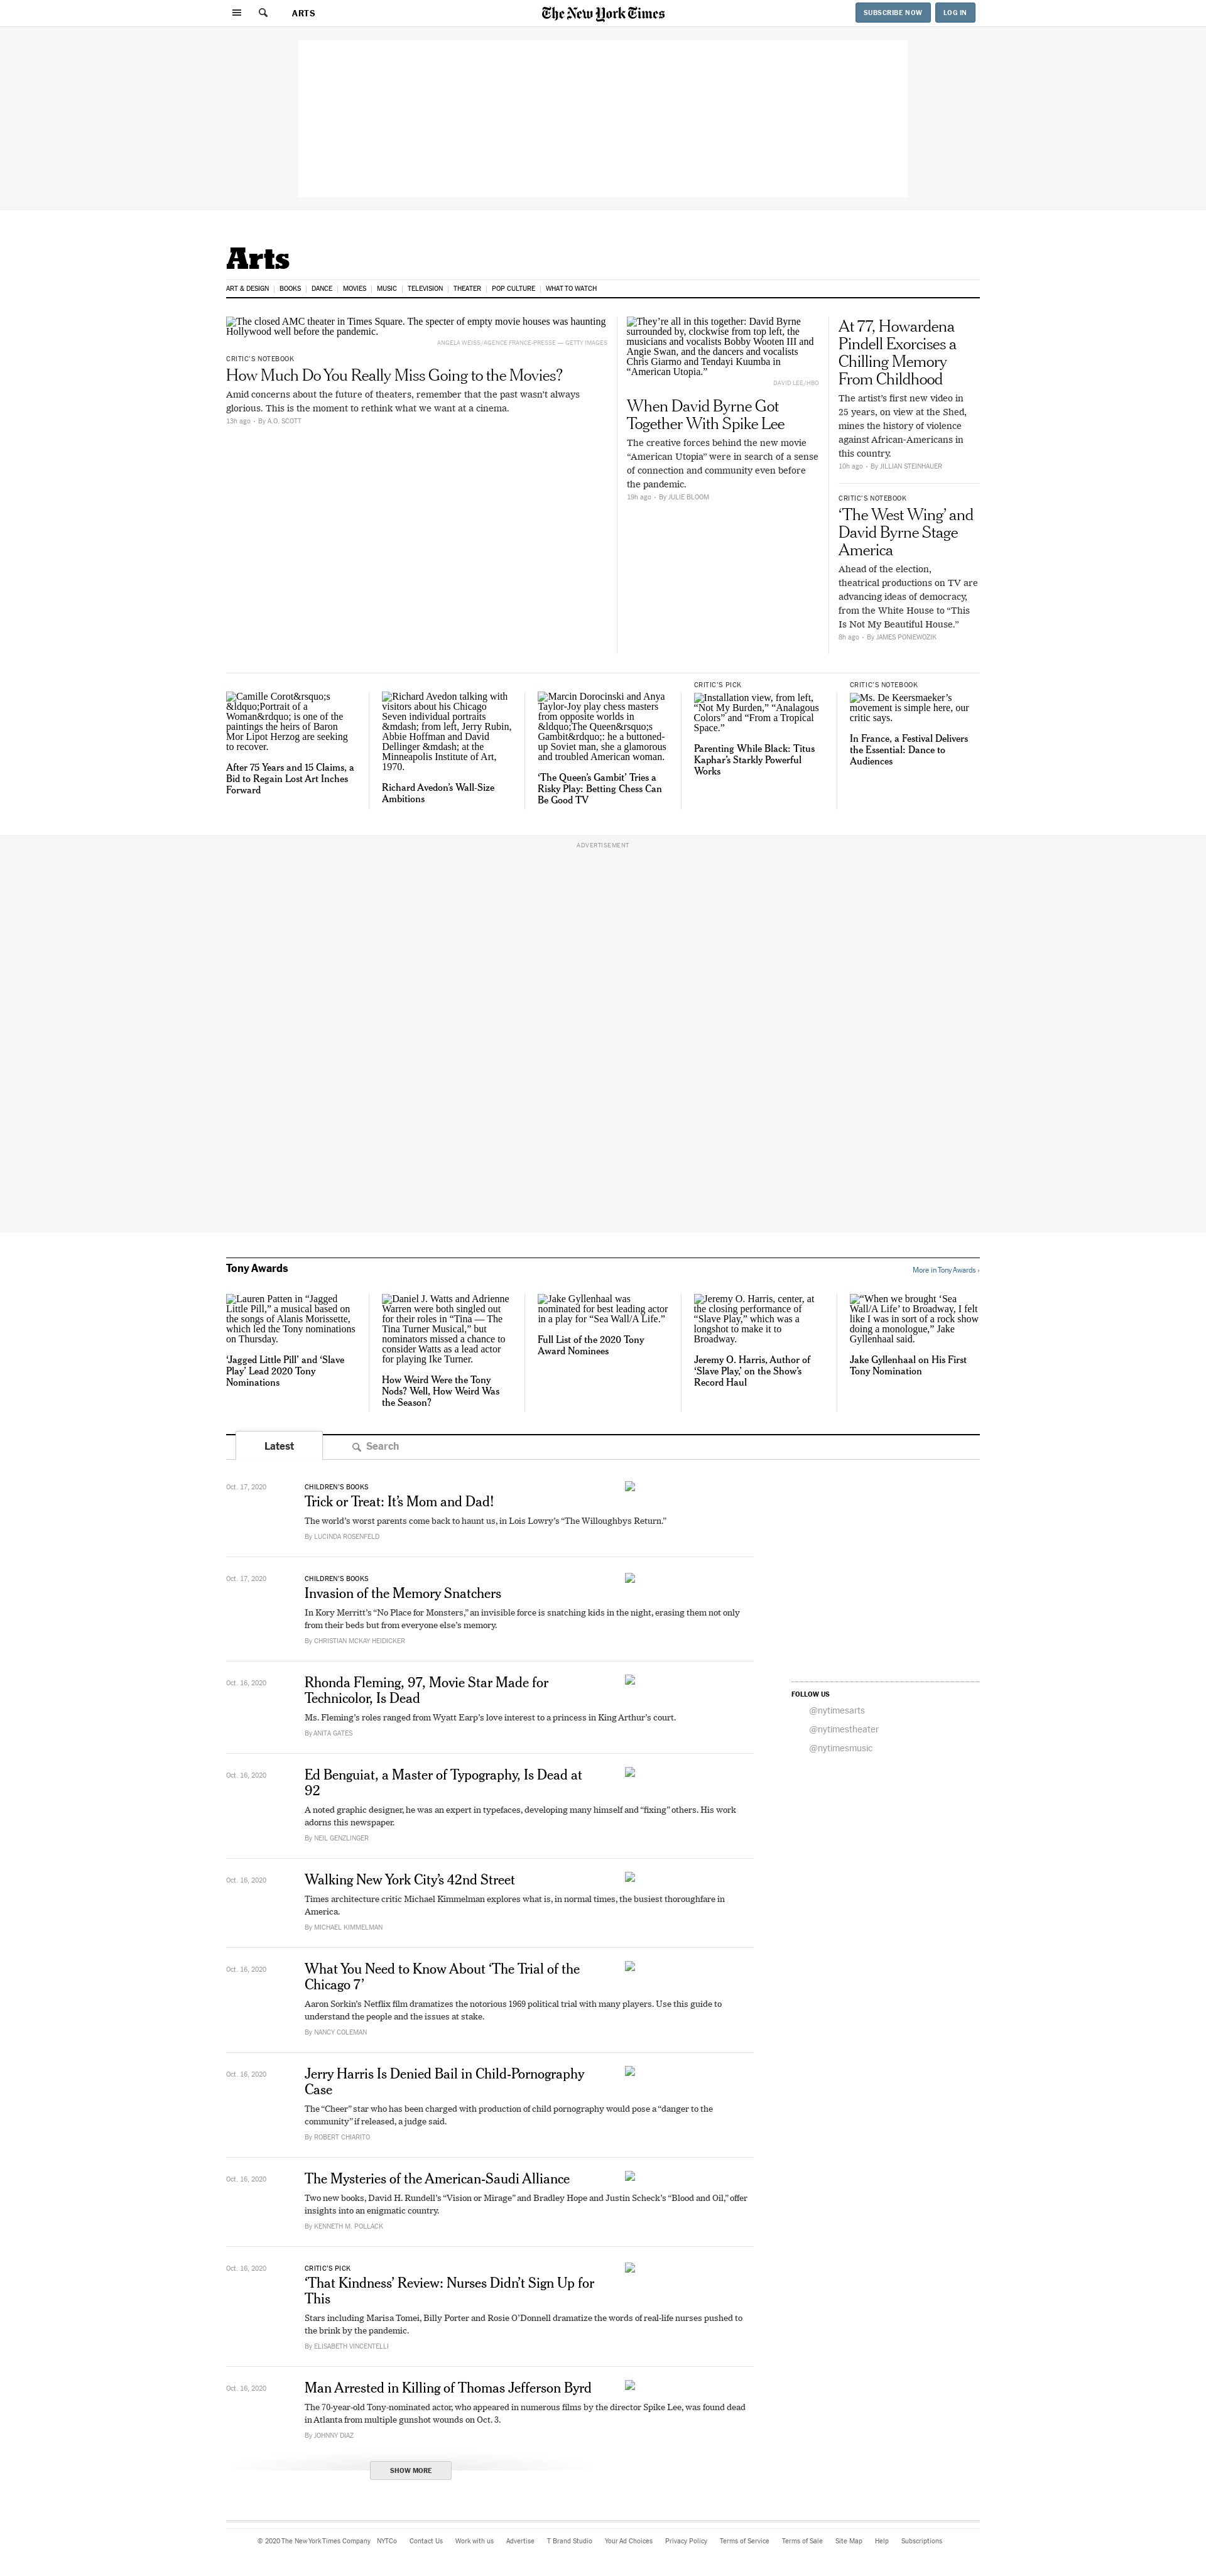 ARTS
The New York Times
SUBSCRIBE NOW
LOG IN
Arts
ART & DESIGN
BOOKS
DANCE
MOVIES
MUSIC
TELEVISION
THEATER
POP CULTURE
WHAT TO WATCH
The closed AMC theater in Times Square. The specter of empty movie houses was haunting
Hollywood well before the pandemic.
ANGELA WEISS/AGENCE FRANCE-PRESSE — GETTY IMAGES
CRITIC'S NOTEBOOK
How Much Do You Really Miss Going to the Movies?
Amid concerns about the future of theaters, remember that the past wasn't always
glorious. This is the moment to rethink what we want at a cinema.
13h ago • By A.O. SCOTT
They’re all in this together: David Byrne
surrounded by, clockwise from top left, the
musicians and vocalists Bobby Wooten III and
Angie Swan, and the dancers and vocalists
Chris Giarmo and Tendayi Kuumba in
“American Utopia.”
DAVID LEE/HBO
When David Byrne Got
Together With Spike Lee
The creative forces behind the new movie
“American Utopia” were in search of a sense
of connection and community even before
the pandemic.
19h ago • By JULIE BLOOM
At 77, Howardena
Pindell Exorcises a
Chilling Memory
From Childhood
The artist’s first new video in
25 years, on view at the Shed,
mines the history of violence
against African-Americans in
this country.
10h ago • By JILLIAN STEINHAUER
CRITIC'S NOTEBOOK
‘The West Wing’ and
David Byrne Stage
America
Ahead of the election,
theatrical productions on TV are
advancing ideas of democracy,
from the White House to “This
Is Not My Beautiful House.”
8h ago • By JAMES PONIEWOZIK
Camille Corot&rsquo;s
&ldquo;Portrait of a
Woman&rdquo; is one of the
paintings the heirs of Baron
Mor Lipot Herzog are seeking
to recover.
After 75 Years and 15 Claims, a
Bid to Regain Lost Art Inches
Forward
Richard Avedon talking with
visitors about his Chicago
Seven individual portraits
&mdash; from left, Jerry Rubin,
Abbie Hoffman and David
Dellinger &mdash; at the
Minneapolis Institute of Art,
1970.
Richard Avedon’s Wall-Size
Ambitions
Marcin Dorocinski and Anya
Taylor-Joy play chess masters
from opposite worlds in
&ldquo;The Queen&rsquo;s
Gambit&rdquo;: he a buttoned-
up Soviet man, she a glamorous
and troubled American woman.
‘The Queen’s Gambit’ Tries a
Risky Play: Betting Chess Can
Be Good TV
CRITIC’S PICK
Installation view, from left,
“Not My Burden,” “Analagous
Colors” and “From a Tropical
Space.”
Parenting While Black: Titus
Kaphar’s Starkly Powerful
Works
CRITIC’S NOTEBOOK
Ms. De Keersmaeker’s
movement is simple here, our
critic says.
In France, a Festival Delivers
the Essential: Dance to
Audiences
ADVERTISEMENT
Tony Awards
More in Tony Awards ›
Lauren Patten in “Jagged
Little Pill,” a musical based on
the songs of Alanis Morissette,
which led the Tony nominations
on Thursday.
‘Jagged Little Pill’ and ‘Slave
Play’ Lead 2020 Tony
Nominations
Daniel J. Watts and Adrienne
Warren were both singled out
for their roles in “Tina — The
Tina Turner Musical,” but
nominators missed a chance to
consider Watts as a lead actor
for playing Ike Turner.
How Weird Were the Tony
Nods? Well, How Weird Was
the Season?
Jake Gyllenhaal was
nominated for best leading actor
in a play for “Sea Wall/A Life.”
Full List of the 2020 Tony
Award Nominees
Jeremy O. Harris, center, at
the closing performance of
“Slave Play,” which was a
longshot to make it to
Broadway.
Jeremy O. Harris, Author of
‘Slave Play,’ on the Show’s
Record Haul
“When we brought ‘Sea
Wall/A Life’ to Broadway, I felt
like I was in sort of a rock show
doing a monologue,” Jake
Gyllenhaal said.
Jake Gyllenhaal on His First
Tony Nomination
Latest
Search
Oct. 17, 2020
CHILDREN’S BOOKS
Trick or Treat: It’s Mom and Dad!
The world’s worst parents come back to haunt us, in Lois Lowry’s “The Willoughbys Return.”
By LUCINDA ROSENFELD
Oct. 17, 2020
CHILDREN’S BOOKS
Invasion of the Memory Snatchers
In Kory Merritt’s “No Place for Monsters,” an invisible force is snatching kids in the night, erasing them not only
from their beds but from everyone else’s memory.
By CHRISTIAN MCKAY HEIDICKER
Oct. 16, 2020
Rhonda Fleming, 97, Movie Star Made for
Technicolor, Is Dead
Ms. Fleming’s roles ranged from Wyatt Earp’s love interest to a princess in King Arthur’s court.
By ANITA GATES
Oct. 16, 2020
Ed Benguiat, a Master of Typography, Is Dead at
92
A noted graphic designer, he was an expert in typefaces, developing many himself and “fixing” others. His work
adorns this newspaper.
By NEIL GENZLINGER
Oct. 16, 2020
Walking New York City’s 42nd Street
Times architecture critic Michael Kimmelman explores what is, in normal times, the busiest thoroughfare in
America.
By MICHAEL KIMMELMAN
Oct. 16, 2020
What You Need to Know About ‘The Trial of the
Chicago 7’
Aaron Sorkin’s Netflix film dramatizes the notorious 1969 political trial with many players. Use this guide to
understand the people and the issues at stake.
By NANCY COLEMAN
Oct. 16, 2020
Jerry Harris Is Denied Bail in Child-Pornography
Case
The “Cheer” star who has been charged with production of child pornography would pose a “danger to the
community” if released, a judge said.
By ROBERT CHIARITO
Oct. 16, 2020
The Mysteries of the American-Saudi Alliance
Two new books, David H. Rundell’s “Vision or Mirage” and Bradley Hope and Justin Scheck’s “Blood and Oil,” offer
insights into an enigmatic country.
By KENNETH M. POLLACK
Oct. 16, 2020
CRITIC’S PICK
‘That Kindness’ Review: Nurses Didn’t Sign Up for
This
Stars including Marisa Tomei, Billy Porter and Rosie O’Donnell dramatize the words of real-life nurses pushed to
the brink by the pandemic.
By ELISABETH VINCENTELLI
Oct. 16, 2020
Man Arrested in Killing of Thomas Jefferson Byrd
The 70-year-old Tony-nominated actor, who appeared in numerous films by the director Spike Lee, was found dead
in Atlanta from multiple gunshot wounds on Oct. 3.
By JOHNNY DIAZ
SHOW MORE
FOLLOW US
@nytimesarts
@nytimestheater
@nytimesmusic
© 2020 The New York Times Company
NYTCo
Contact Us
Work with us
Advertise
T Brand Studio
Your Ad Choices
Privacy Policy
Terms of Service
Terms of Sale
Site Map
Help
Subscriptions